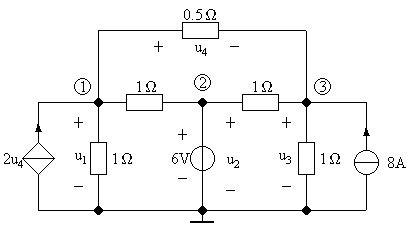 0.5Ω
+ u₄ −
① 1Ω ② 1Ω ③
+ + + +
2u₄ u₁ 1Ω 6V u₂ u₃ 1Ω 8A
− − − −